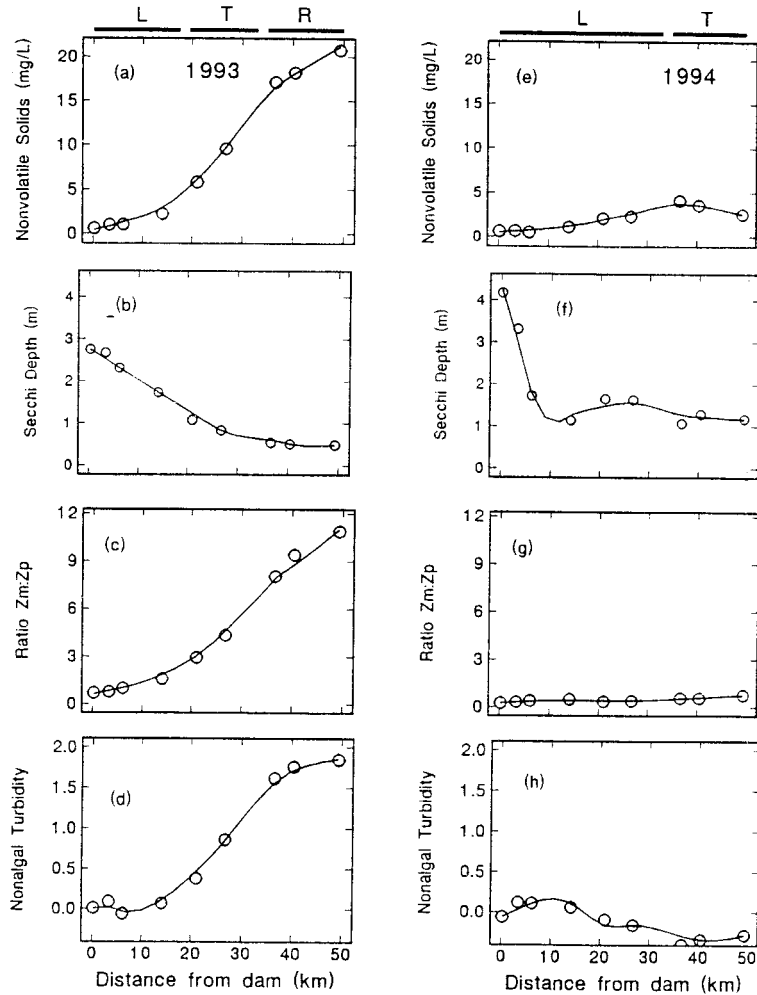 L T R
L T
(a) 1993
Nonvolatile Solids (mg/L)
20
15
10
5
0
(e) 1994
Nonvolatile Solids (mg/L)
20
15
10
5
0
(b)
Secchi Depth (m)
4
3
2
1
0
(f)
Secchi Depth (m)
4
3
2
1
0
(c)
Ratio Zm:Zp
12
9
6
3
0
(g)
Ratio Zm:Zp
12
9
6
3
0
(d)
Nonalgal Turbidity
2.0
1.5
1.0
0.5
0.0
0 10 20 30 40 50
Distance from dam (km)
(h)
Nonalgal Turbidity
2.0
1.5
1.0
0.5
0.0
0 10 20 30 40 50
Distance from dam (km)